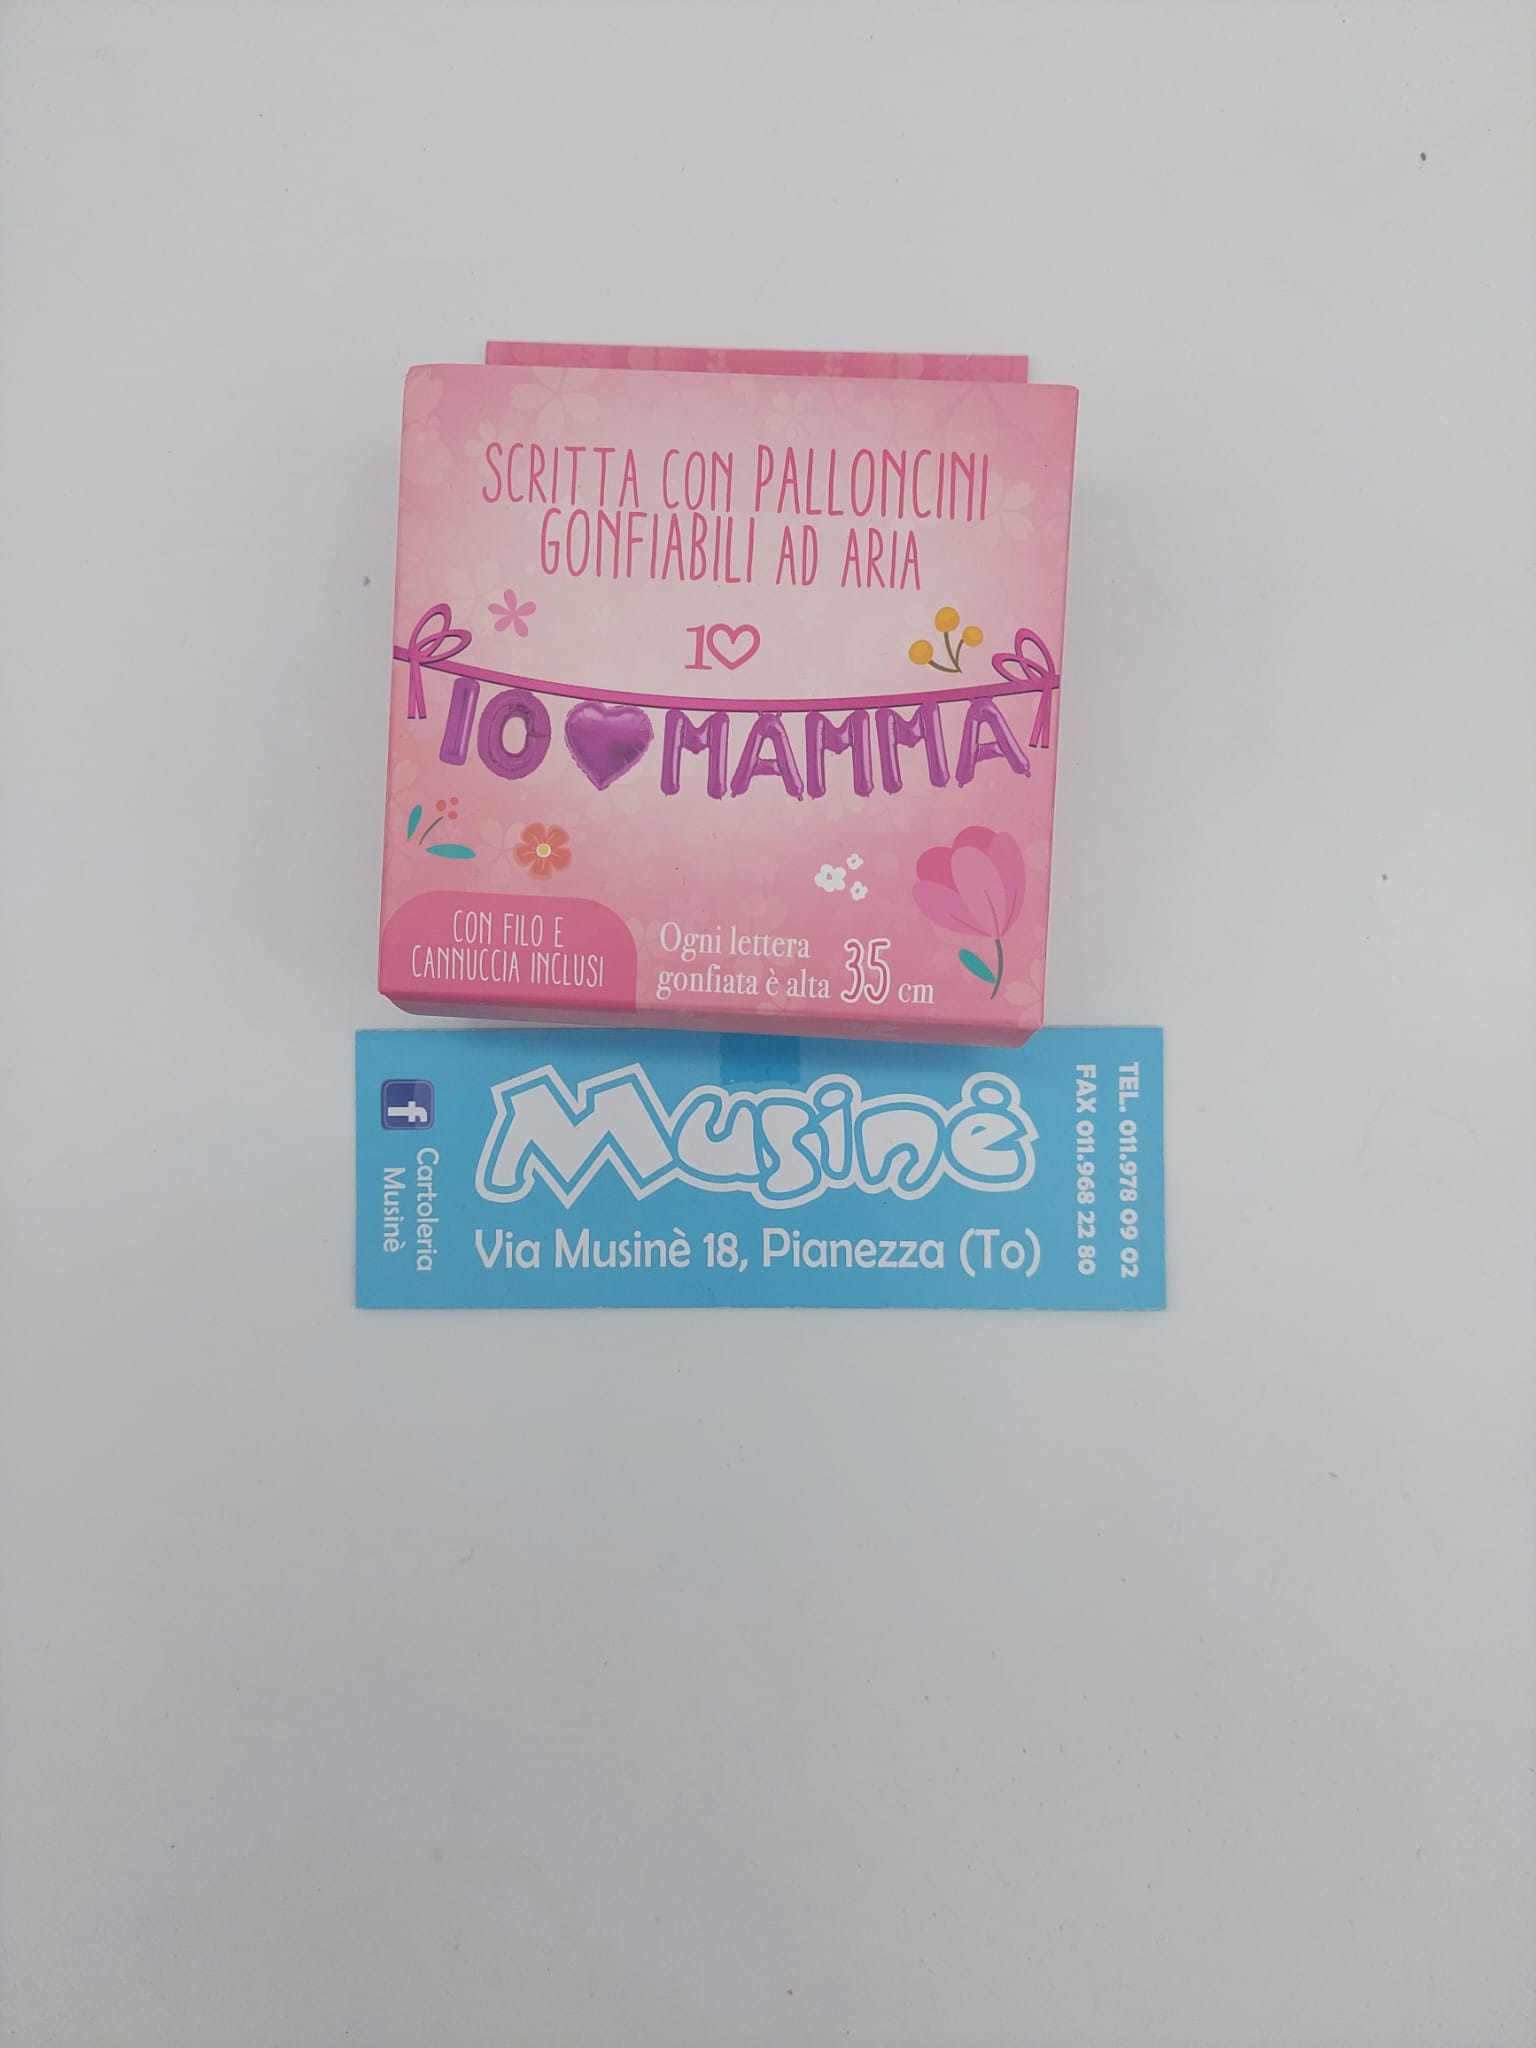 SCRITTA CON PALLONCINI
GONFIABILI AD ARIA
1♡
IO♥MAMMA
CON FILO E
CANNUCCIA INCLUSI
Ogni lettera
gonfiata è alta 35 cm
f
Cartoleria
Musinè
Musinè
Via Musinè 18, Pianezza (To)
TEL. 011.978 09 02
FAX 011.968 22 80